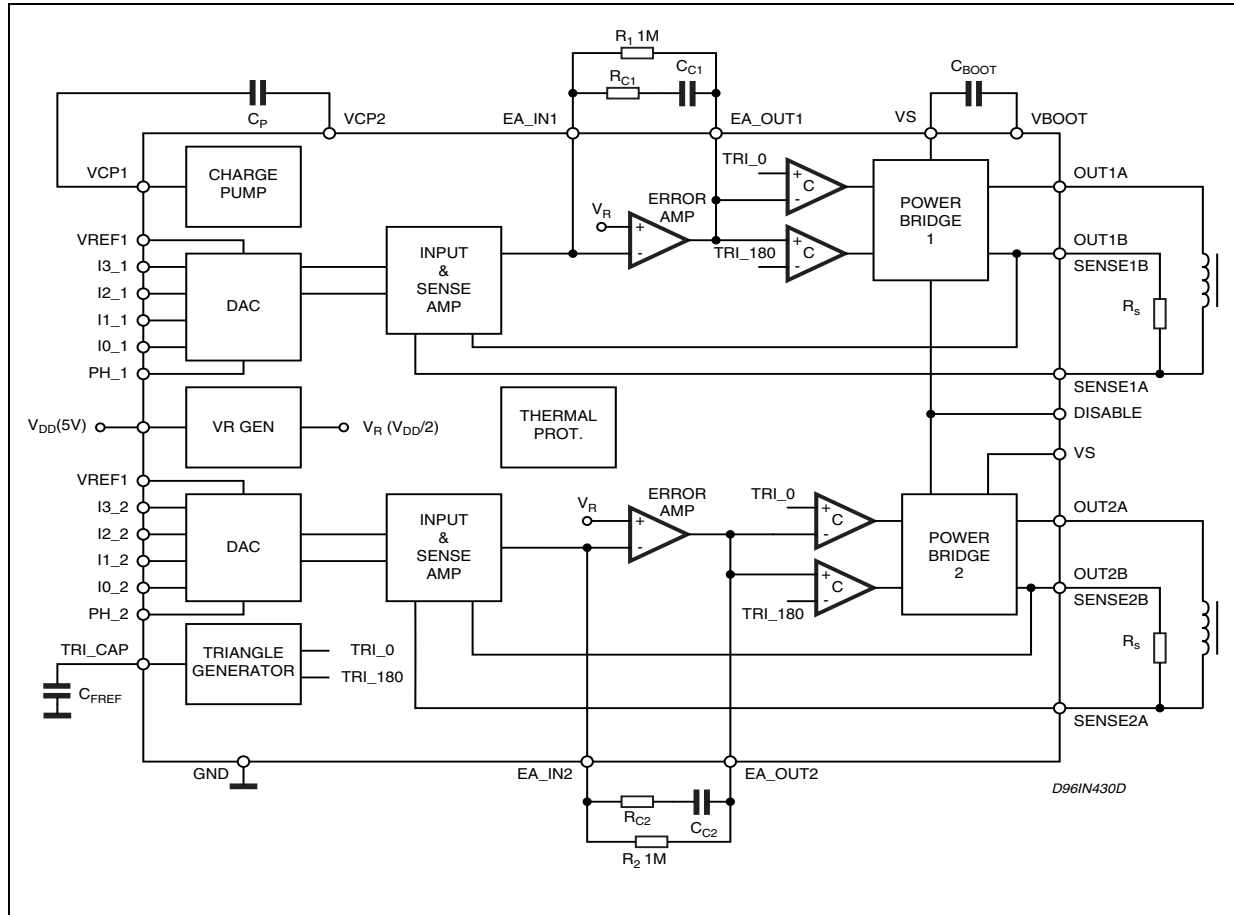 R1 1M
RC1
CC1
CBOOT
CP
VCP2
EA_IN1
EA_OUT1
VS
VBOOT
VCP1
CHARGE
PUMP
TRI_0
+
-
C
POWER
BRIDGE
1
OUT1A
VREF1
I3_1
I2_1
I1_1
I0_1
PH_1
DAC
INPUT
&
SENSE
AMP
VR
+
-
ERROR
AMP
TRI_180
+
-
C
OUT1B
SENSE1B
Rs
SENSE1A
DISABLE
VDD(5V)
VR GEN
VR (VDD/2)
THERMAL
PROT.
VS
VREF1
I3_2
I2_2
I1_2
I0_2
PH_2
DAC
INPUT
&
SENSE
AMP
VR
+
-
ERROR
AMP
TRI_0
+
-
C
TRI_180
+
-
C
POWER
BRIDGE
2
OUT2A
OUT2B
SENSE2B
Rs
SENSE2A
TRI_CAP
CFREF
TRIANGLE
GENERATOR
TRI_0
TRI_180
GND
EA_IN2
EA_OUT2
RC2
CC2
R2 1M
D96IN430D